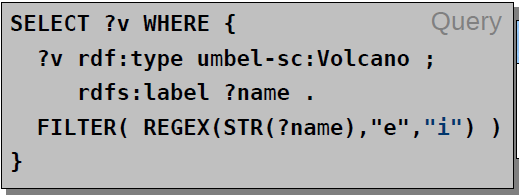 SELECT ?v WHERE { Query
?v rdf:type umbel-sc:Volcano ;
rdfs:label ?name .
FILTER( REGEX(STR(?name),"e","i") )
}